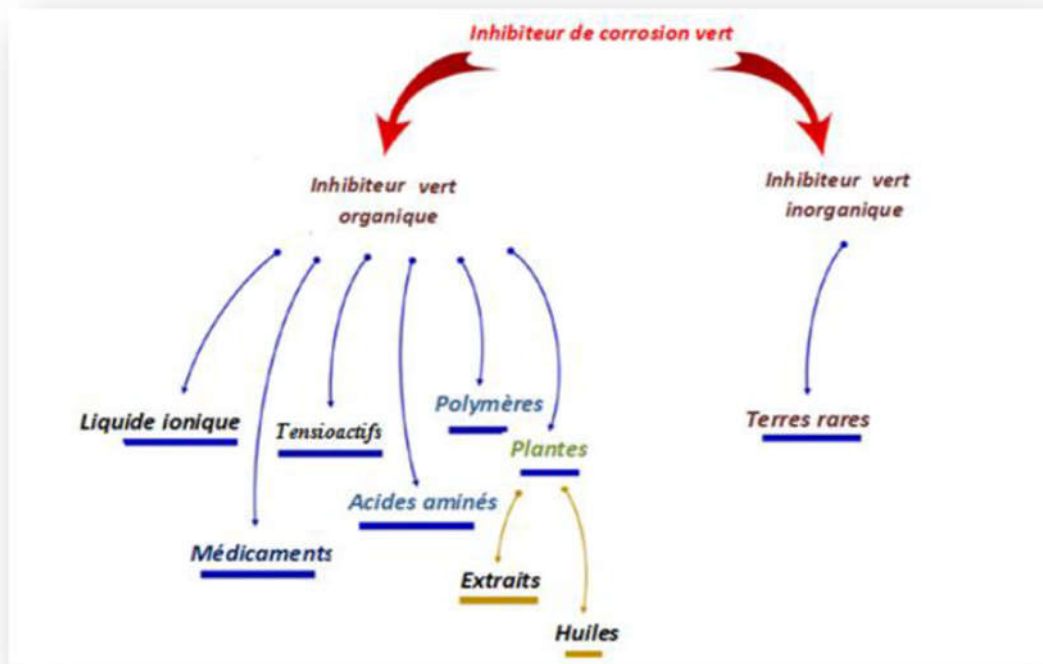 Inhibiteur de corrosion vert
Inhibiteur vert
organique
Inhibiteur vert
inorganique
Liquide ionique
Tensioactifs
Polymères
Plantes
Terres rares
Acides aminés
Médicaments
Extraits
Huiles